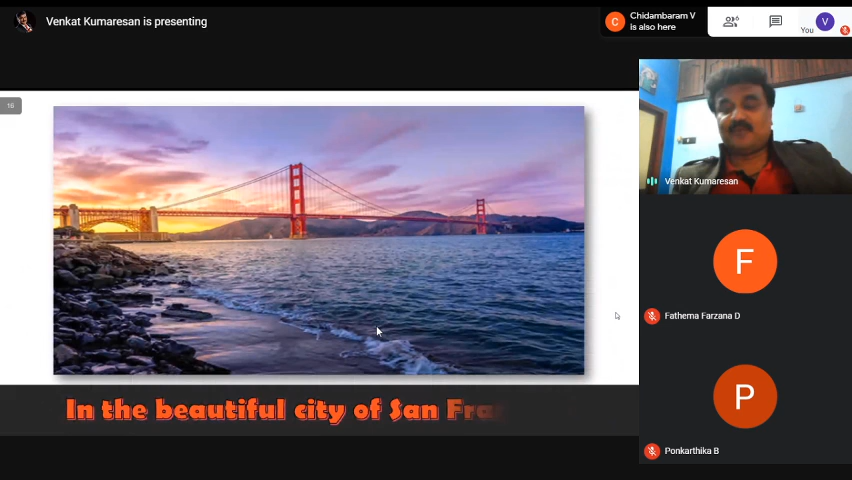 Venkat Kumaresan is presenting
C
Chidambaram V
is also here
6
You
V
16
Venkat Kumaresan
F
Fathema Farzana D
P
Ponkarthika B
In the beautiful city of San Fra